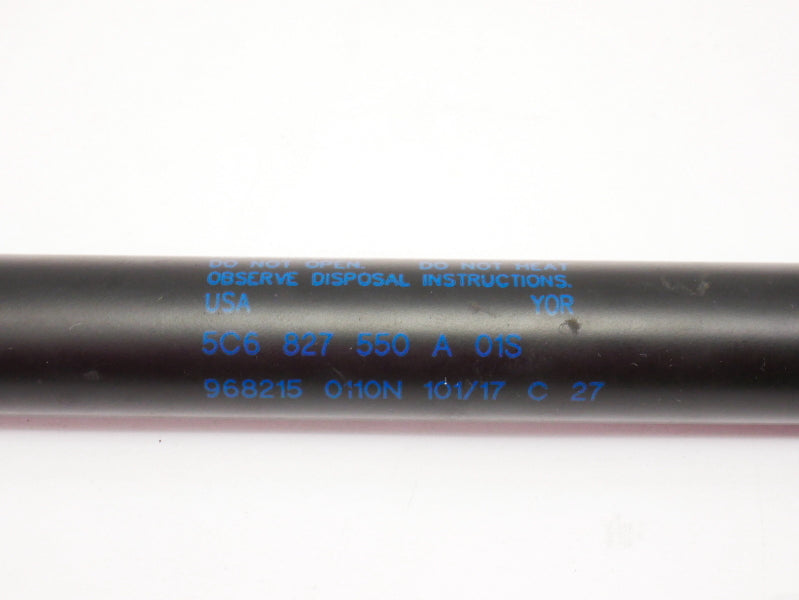 DO NOT OPEN. DO NOT HEAT
OBSERVE DISPOSAL INSTRUCTIONS.
USA YOR
5C6 827 550 A 01S
968215 0110N 101/17 C 27